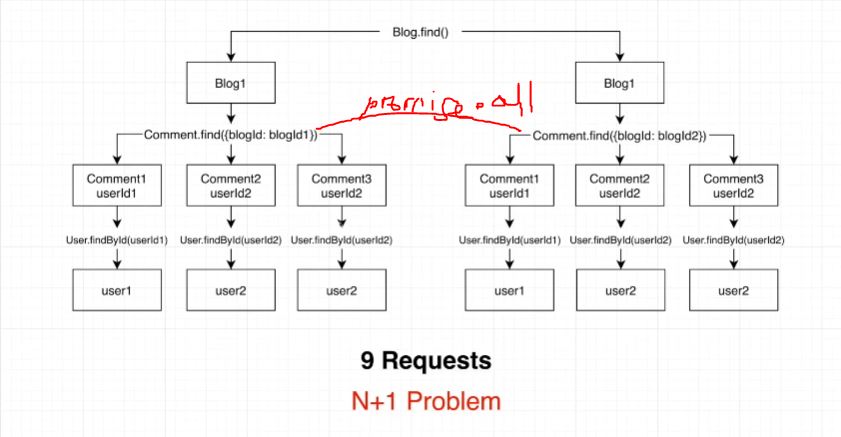 Blog.find()
Blog1 Blog1
promise.all
Comment.find({blogId: blogId1}) Comment.find({blogId: blogId2})
Comment1 Comment2 Comment3 Comment1 Comment2 Comment3
userId1 userId2 userId2 userId1 userId2 userId2
User.findById(userId1) User.findById(userId2) User.findById(userId2) User.findById(userId1) User.findById(userId2) User.findById(userId2)
user1 user2 user2 user1 user2 user2
9 Requests
N+1 Problem